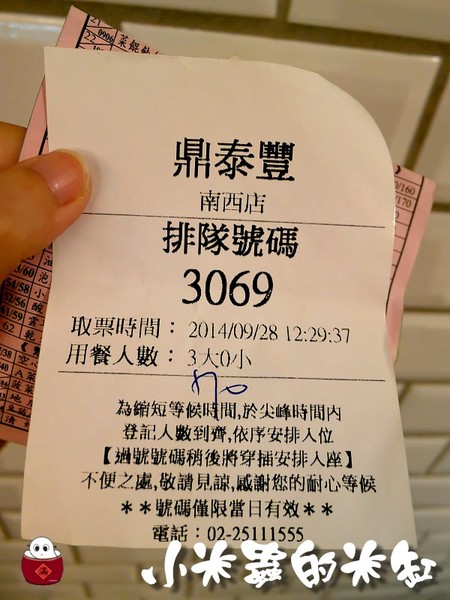 鼎泰豐
南西店
排隊號碼
3069
取票時間： 2014/09/28 12:29:37
用餐人數： 3大0小
為縮短等候時間,於尖峰時間內
登記人數到齊,依序安排入位
【過號號碼稍後將穿插安排入座】
不便之處,敬請見諒,感謝您的耐心等候
＊＊號碼僅限當日有效＊＊
電話：02-25111555
小米蟲的米缸